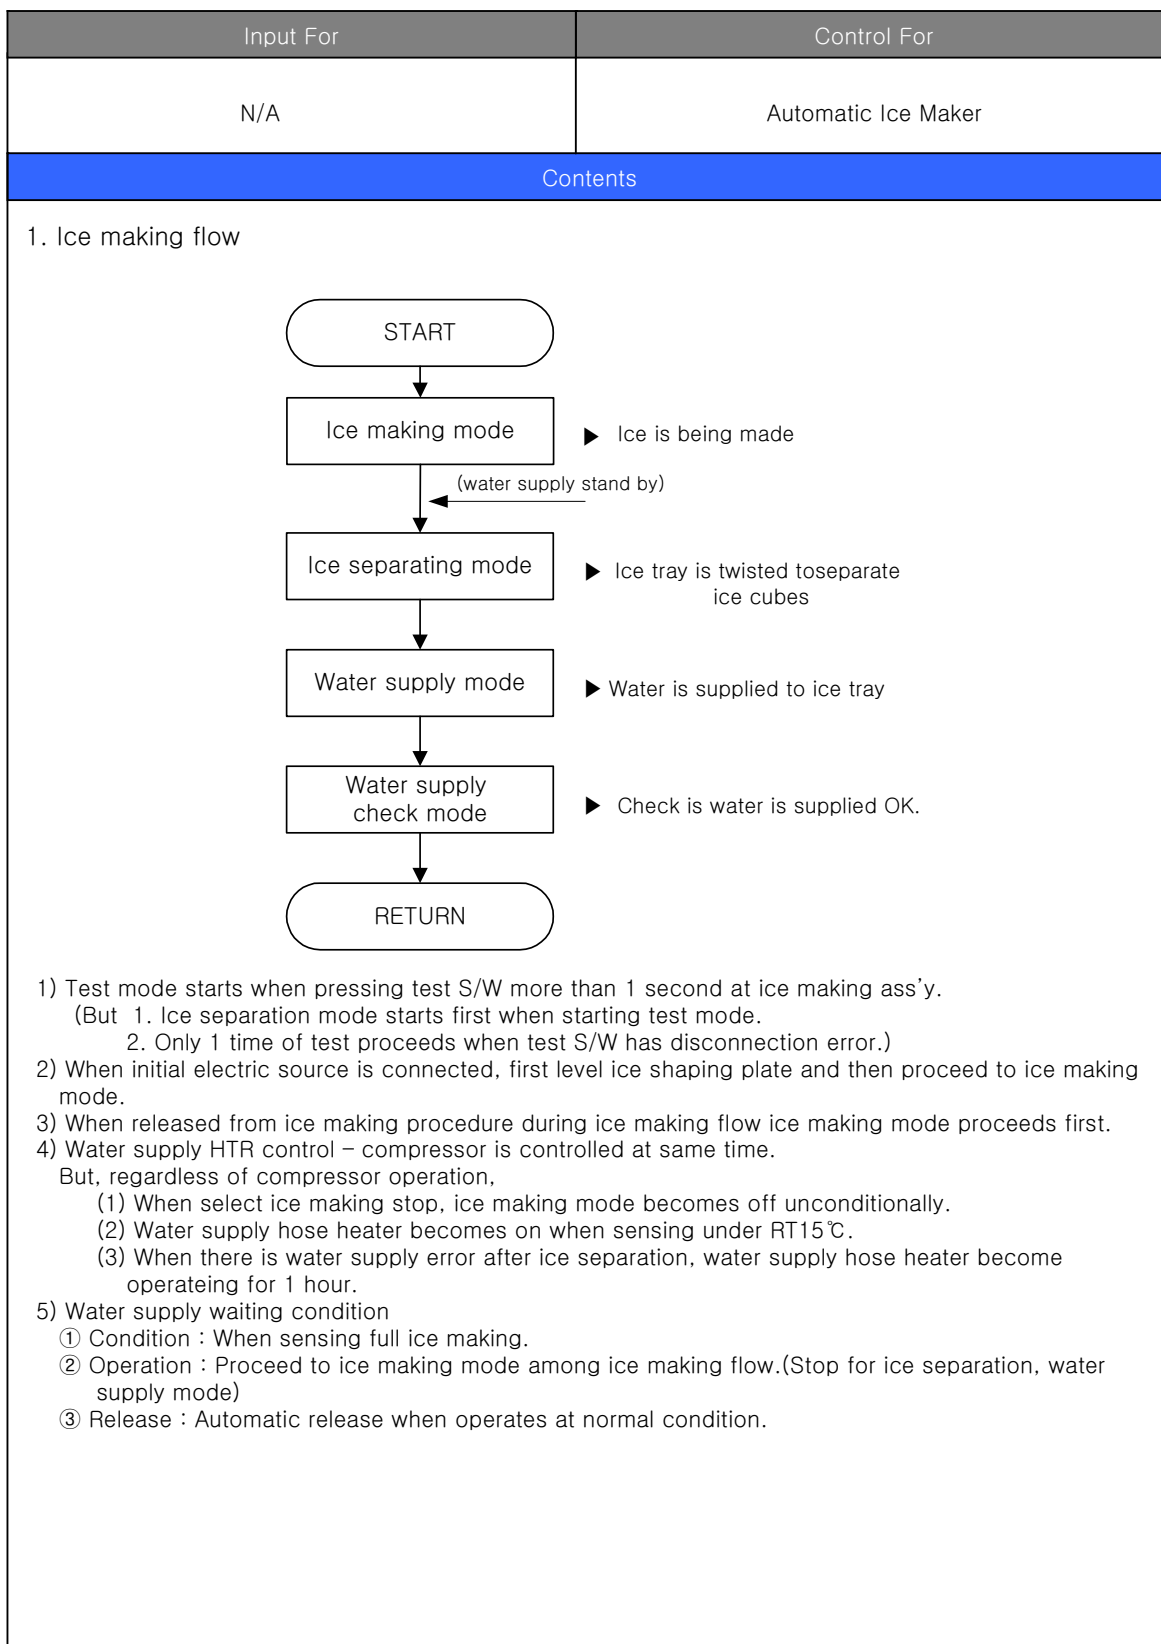 Input For
Control For
N/A
Automatic Ice Maker
Contents
1. Ice making flow
START
Ice making mode
▶ Ice is being made
(water supply stand by)
Ice separating mode
▶ Ice tray is twisted toseparate
ice cubes
Water supply mode
▶ Water is supplied to ice tray
Water supply
check mode
▶ Check is water is supplied OK.
RETURN
1) Test mode starts when pressing test S/W more than 1 second at ice making ass’y.
(But 1. Ice separation mode starts first when starting test mode.
2. Only 1 time of test proceeds when test S/W has disconnection error.)
2) When initial electric source is connected, first level ice shaping plate and then proceed to ice making
mode.
3) When released from ice making procedure during ice making flow ice making mode proceeds first.
4) Water supply HTR control – compressor is controlled at same time.
But, regardless of compressor operation,
(1) When select ice making stop, ice making mode becomes off unconditionally.
(2) Water supply hose heater becomes on when sensing under RT15℃.
(3) When there is water supply error after ice separation, water supply hose heater become
operateing for 1 hour.
5) Water supply waiting condition
① Condition : When sensing full ice making.
② Operation : Proceed to ice making mode among ice making flow.(Stop for ice separation, water
supply mode)
③ Release : Automatic release when operates at normal condition.